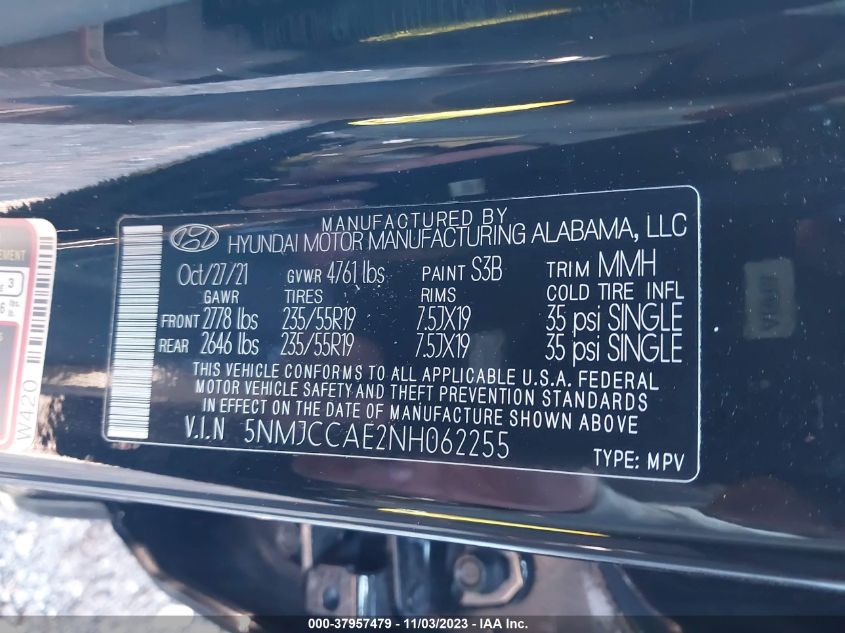 MANUFACTURED BY
HYUNDAI MOTOR MANUFACTURING ALABAMA, LLC
Oct/27/21 GVWR 4761 lbs PAINT S3B TRIM MMH
GAWR TIRES RIMS COLD TIRE INFL
FRONT 2778 lbs 235/55R19 7.5JX19 35 psi SINGLE
REAR 2646 lbs 235/55R19 7.5JX19 35 psi SINGLE
THIS VEHICLE CONFORMS TO ALL APPLICABLE U.S.A. FEDERAL
MOTOR VEHICLE SAFETY AND THEFT PREVENTION STANDARDS
IN EFFECT ON THE DATE OF MANUFACTURE SHOWN ABOVE
V.I.N 5NMJCCAE2NH062255
TYPE: MPV
3
6 lbs.
W420
000-37957479 - 11/03/2023 - IAA Inc.